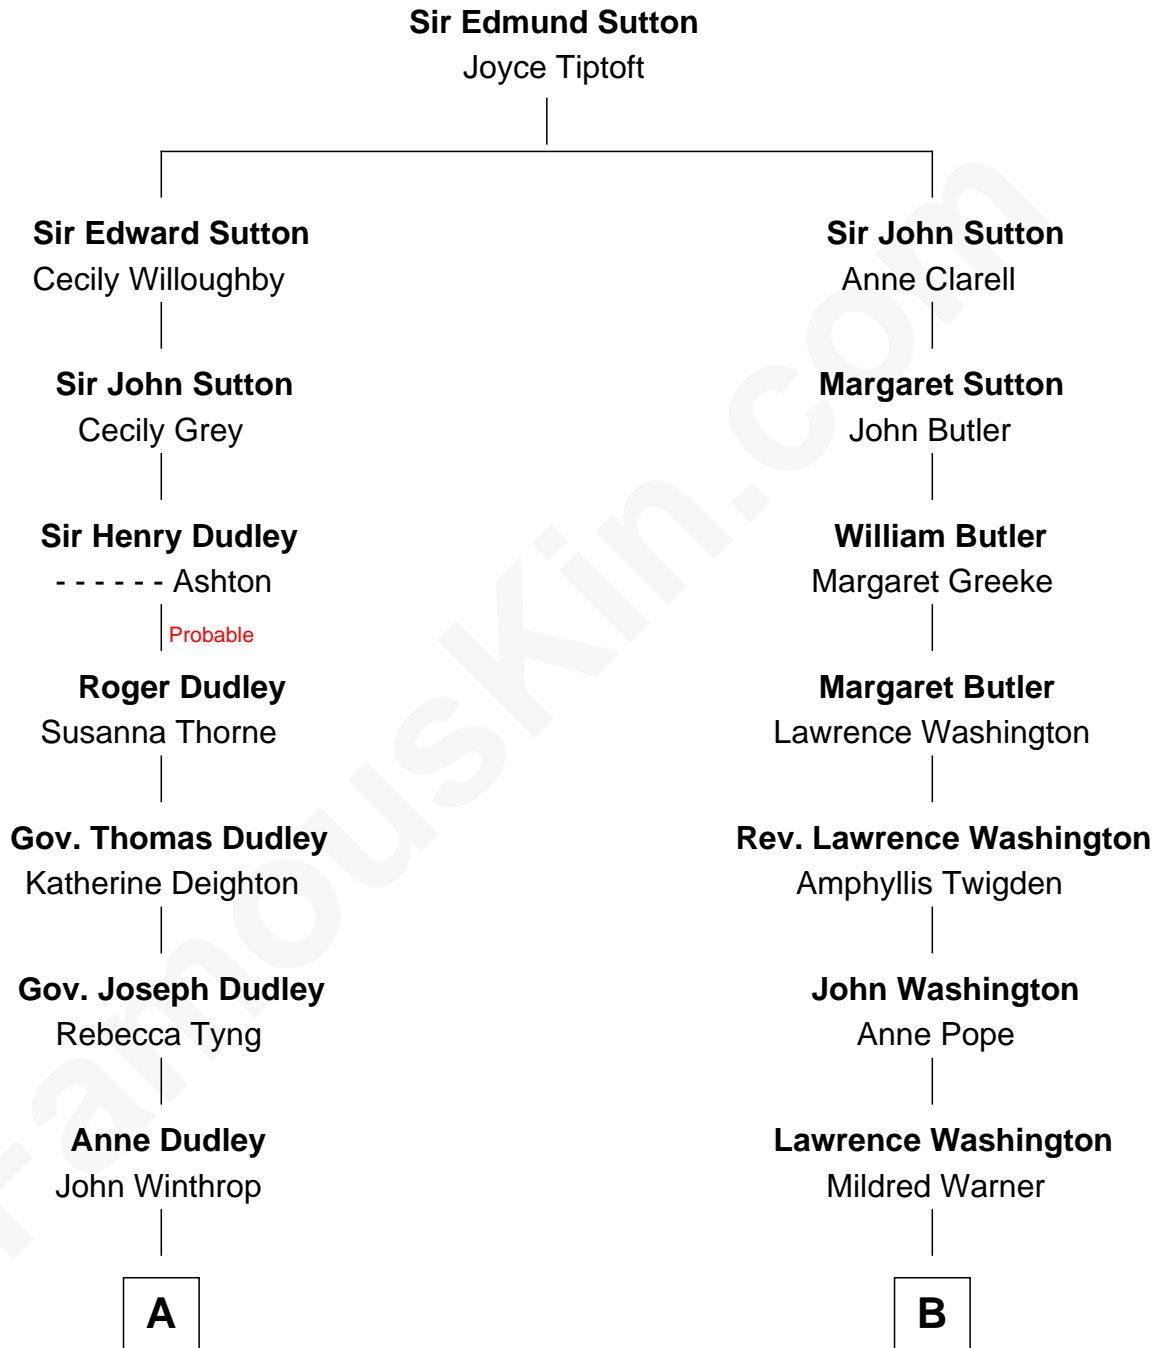 Sir Edmund Sutton
Joyce Tiptoft
Sir Edward Sutton
Cecily Willoughby
Sir John Sutton
Cecily Grey
Sir Henry Dudley
- - - - - - Ashton
Probable
Roger Dudley
Susanna Thorne
Gov. Thomas Dudley
Katherine Deighton
Gov. Joseph Dudley
Rebecca Tyng
Anne Dudley
John Winthrop
A
Sir John Sutton
Anne Clarell
Margaret Sutton
John Butler
William Butler
Margaret Greeke
Margaret Butler
Lawrence Washington
Rev. Lawrence Washington
Amphyllis Twigden
John Washington
Anne Pope
Lawrence Washington
Mildred Warner
B
FamousKin.com